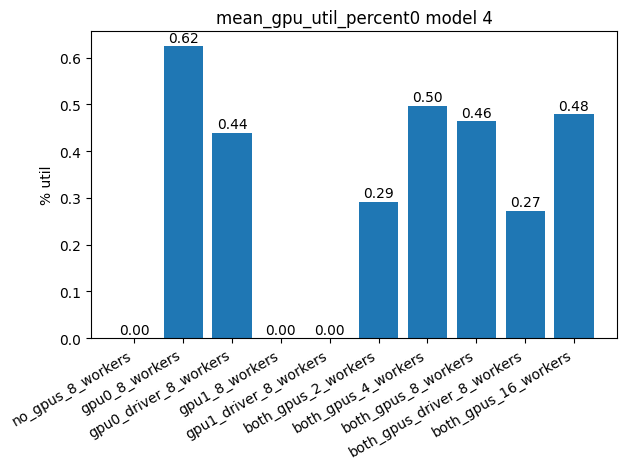 mean_gpu_util_percent0 model 4
% util
0.6
0.5
0.4
0.3
0.2
0.1
0.0
0.00
0.62
0.44
0.00
0.00
0.29
0.50
0.46
0.27
0.48
no_gpus_8_workers
gpu0_8_workers
gpu0_driver_8_workers
gpu1_8_workers
gpu1_driver_8_workers
both_gpus_2_workers
both_gpus_4_workers
both_gpus_8_workers
both_gpus_driver_8_workers
both_gpus_16_workers